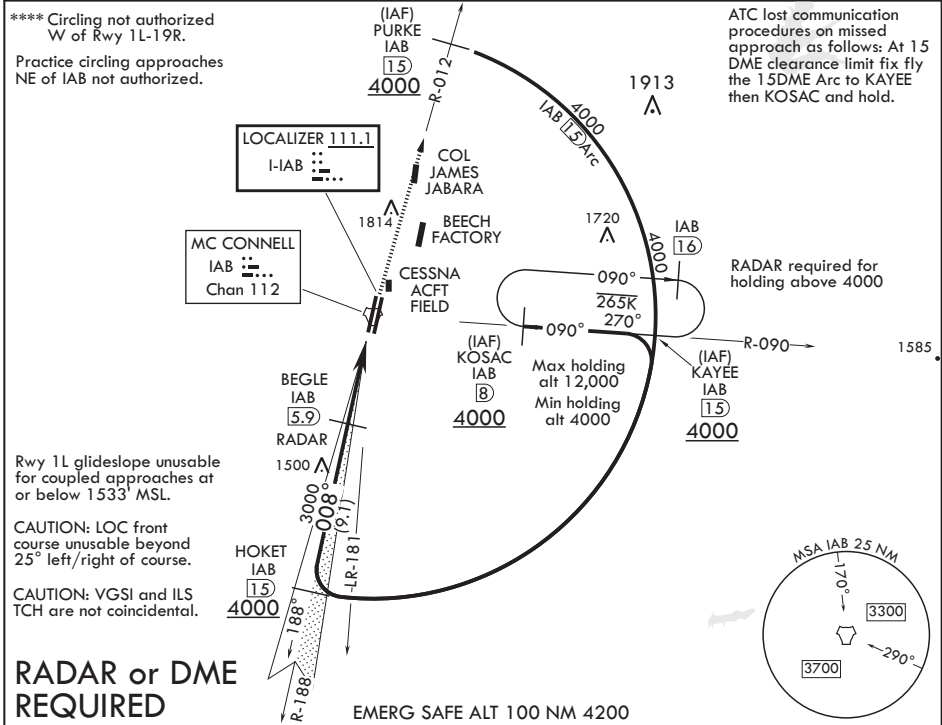 **** Circling not authorized
W of Rwy 1L-19R.
Practice circling approaches
NE of IAB not authorized.
(IAF)
PURKE
IAB
15
4000
R-012
ATC lost communication
procedures on missed
approach as follows: At 15
DME clearance limit fix fly
the 15DME Arc to KAYEE
then KOSAC and hold.
1913
4000
IAB 15 Arc
LOCALIZER 111.1
I-IAB
COL
JAMES
JABARA
1814
BEECH
FACTORY
1720
4000
IAB
16
MC CONNELL
IAB
Chan 112
CESSNA
ACFT
FIELD
090°
265K
270°
RADAR required for
holding above 4000
090°
R-090
1585
(IAF)
KOSAC
IAB
8
4000
Max holding
alt 12,000
Min holding
alt 4000
(IAF)
KAYEE
IAB
15
4000
BEGLE
IAB
5.9
RADAR
1500
Rwy 1L glideslope unusable
for coupled approaches at
or below 1533' MSL.
3000
008°
(9.1)
LR-181
CAUTION: LOC front
course unusable beyond
25° left/right of course.
HOKET
IAB
15
4000
CAUTION: VGSI and ILS
TCH are not coincidental.
188°
R-188
MSA IAB 25 NM
170°
3300
290°
3700
RADAR or DME
REQUIRED
EMERG SAFE ALT 100 NM 4200